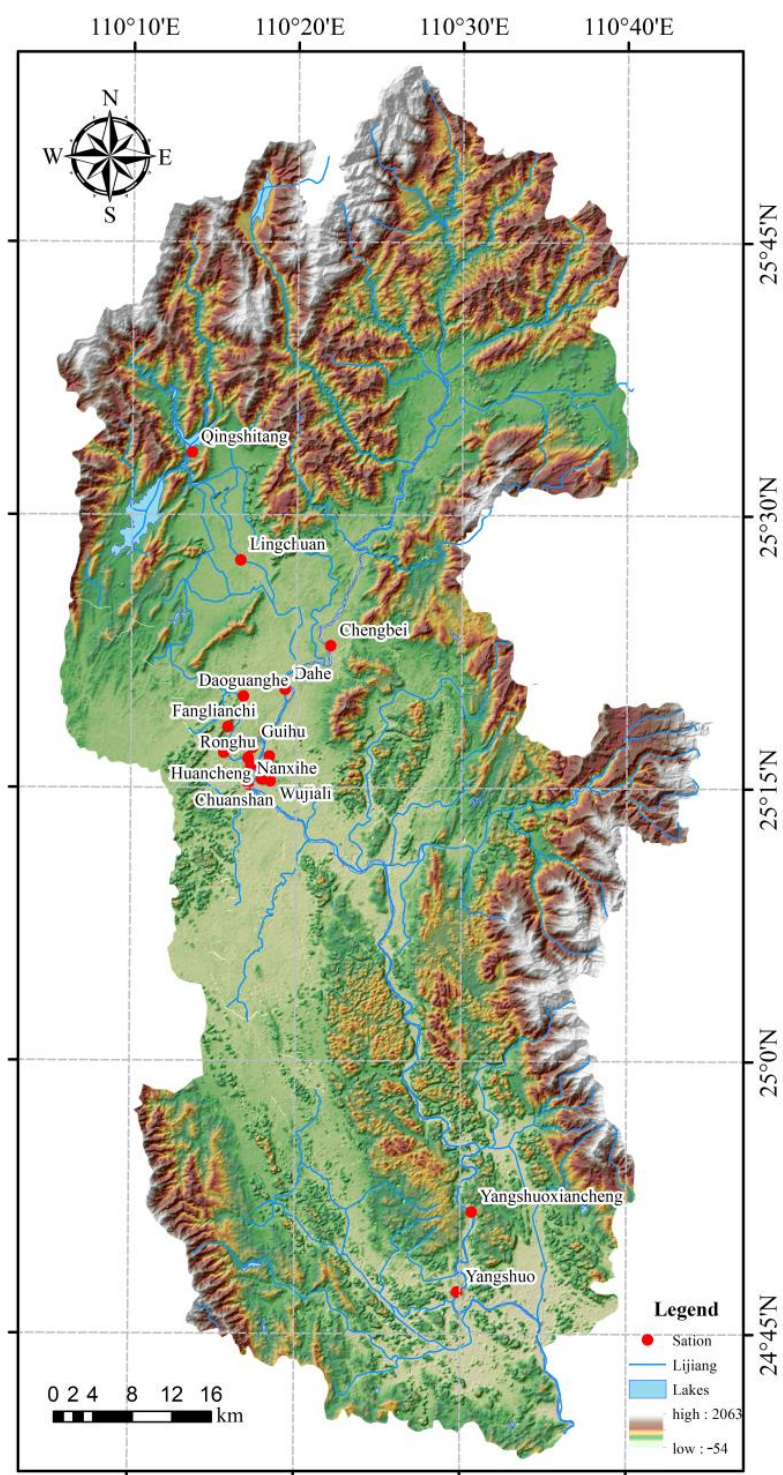 110°10'E 110°20'E 110°30'E 110°40'E
N
W E
S
25°45'N
Qingshitang
25°30'N
Lingchuan
Chengbei
Dahe
Daoguanghe
Fanglianchi
Guihu
Ronghu
Nanxihe
Huancheng
25°15'N
Wujiali
Chuanshan
25°0'N
Yangshuoxiancheng
Yangshuo
24°45'N
Legend
Sation
Lijiang
Lakes
high : 2063
low : -54
0 2 4 8 12 16
km